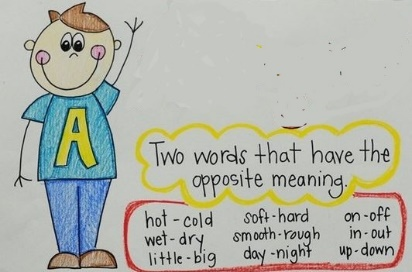 A
Two words that have the
opposite meaning.
hot - cold soft-hard on-off
wet-dry smooth-rough in-out
little-big day-night up-down